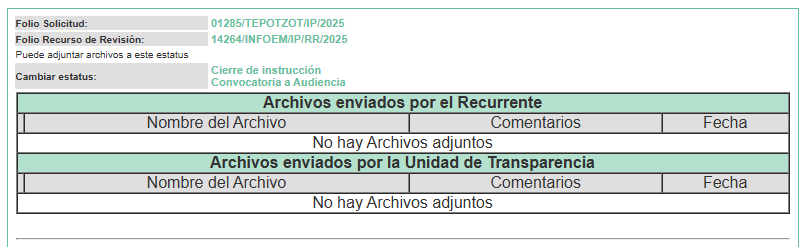 Folio Solicitud: 01285/TEPOTZOT/IP/2025
Folio Recurso de Revisión: 14264/INFOEM/IP/RR/2025
Puede adjuntar archivos a este estatus
Cambiar estatus: Cierre de instrucción
Convocatoria a Audiencia
Archivos enviados por el Recurrente
Nombre del Archivo Comentarios Fecha
No hay Archivos adjuntos
Archivos enviados por la Unidad de Transparencia
Nombre del Archivo Comentarios Fecha
No hay Archivos adjuntos